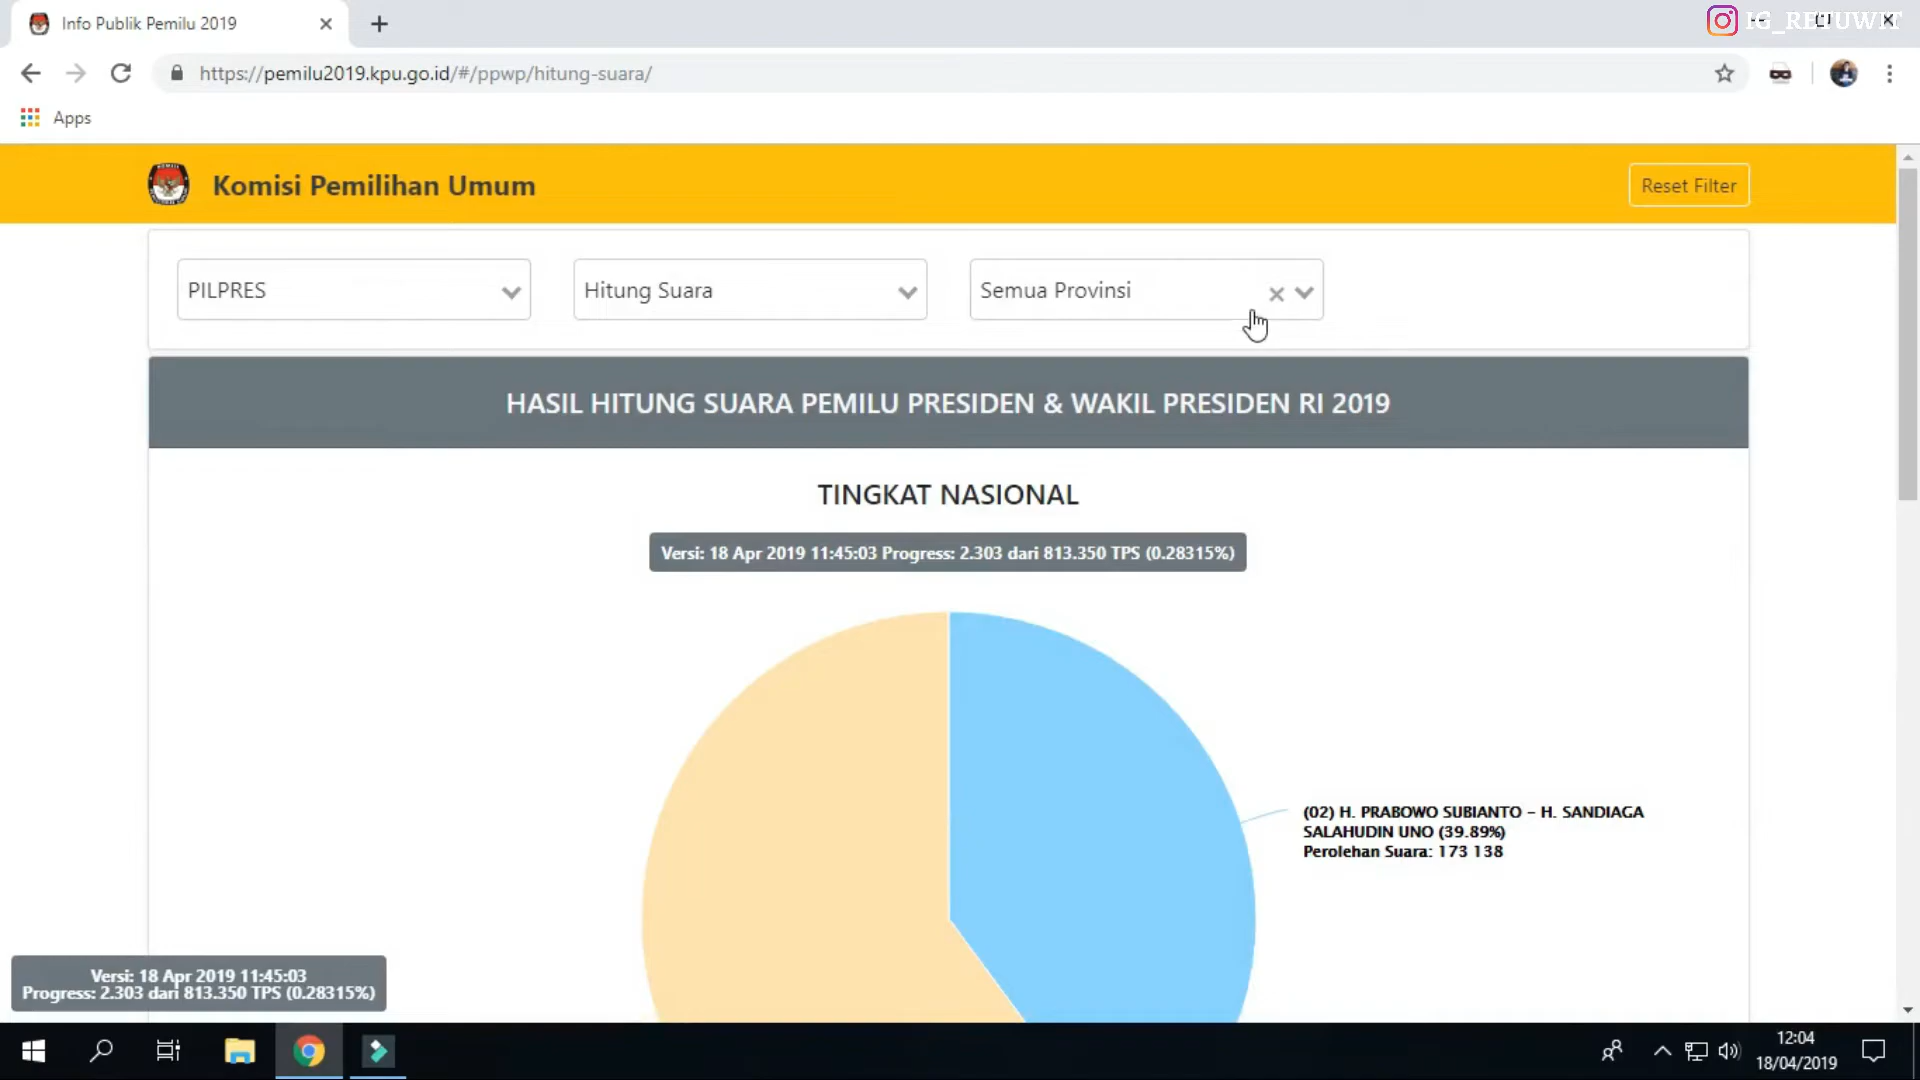 Info Publik Pemilu 2019
IG_RETUWIT
https://pemilu2019.kpu.go.id/#/ppwp/hitung-suara/
Apps
Komisi Pemilihan Umum
Reset Filter
PILPRES
Hitung Suara
Semua Provinsi
HASIL HITUNG SUARA PEMILU PRESIDEN & WAKIL PRESIDEN RI 2019
TINGKAT NASIONAL
Versi: 18 Apr 2019 11:45:03 Progress: 2.303 dari 813.350 TPS (0.28315%)
(02) H. PRABOWO SUBIANTO - H. SANDIAGA
SALAHUDIN UNO (39.89%)
Perolehan Suara: 173 138
Versi: 18 Apr 2019 11:45:03
Progress: 2.303 dari 813.350 TPS (0.28315%)
12:04
18/04/2019